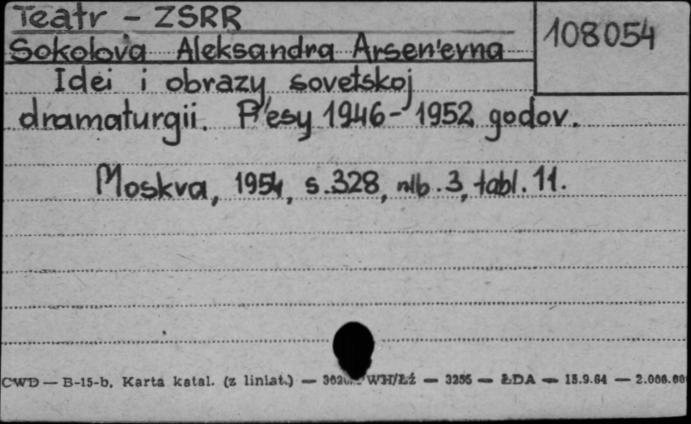 Teatr - ZSRR
108054
Sokolova Aleksandra Arsen'evna
Idei i obrazy sovetskoj
dramaturgii. P'esy 1946-1952 godov.
Moskva, 1954, s.328, nlb.3, tabl.11.
CWD — B-15-b. Karta katal. (z liniat.) — WH/Łź — 3255 — ŁDA — 15.9.64 — 2.000.00